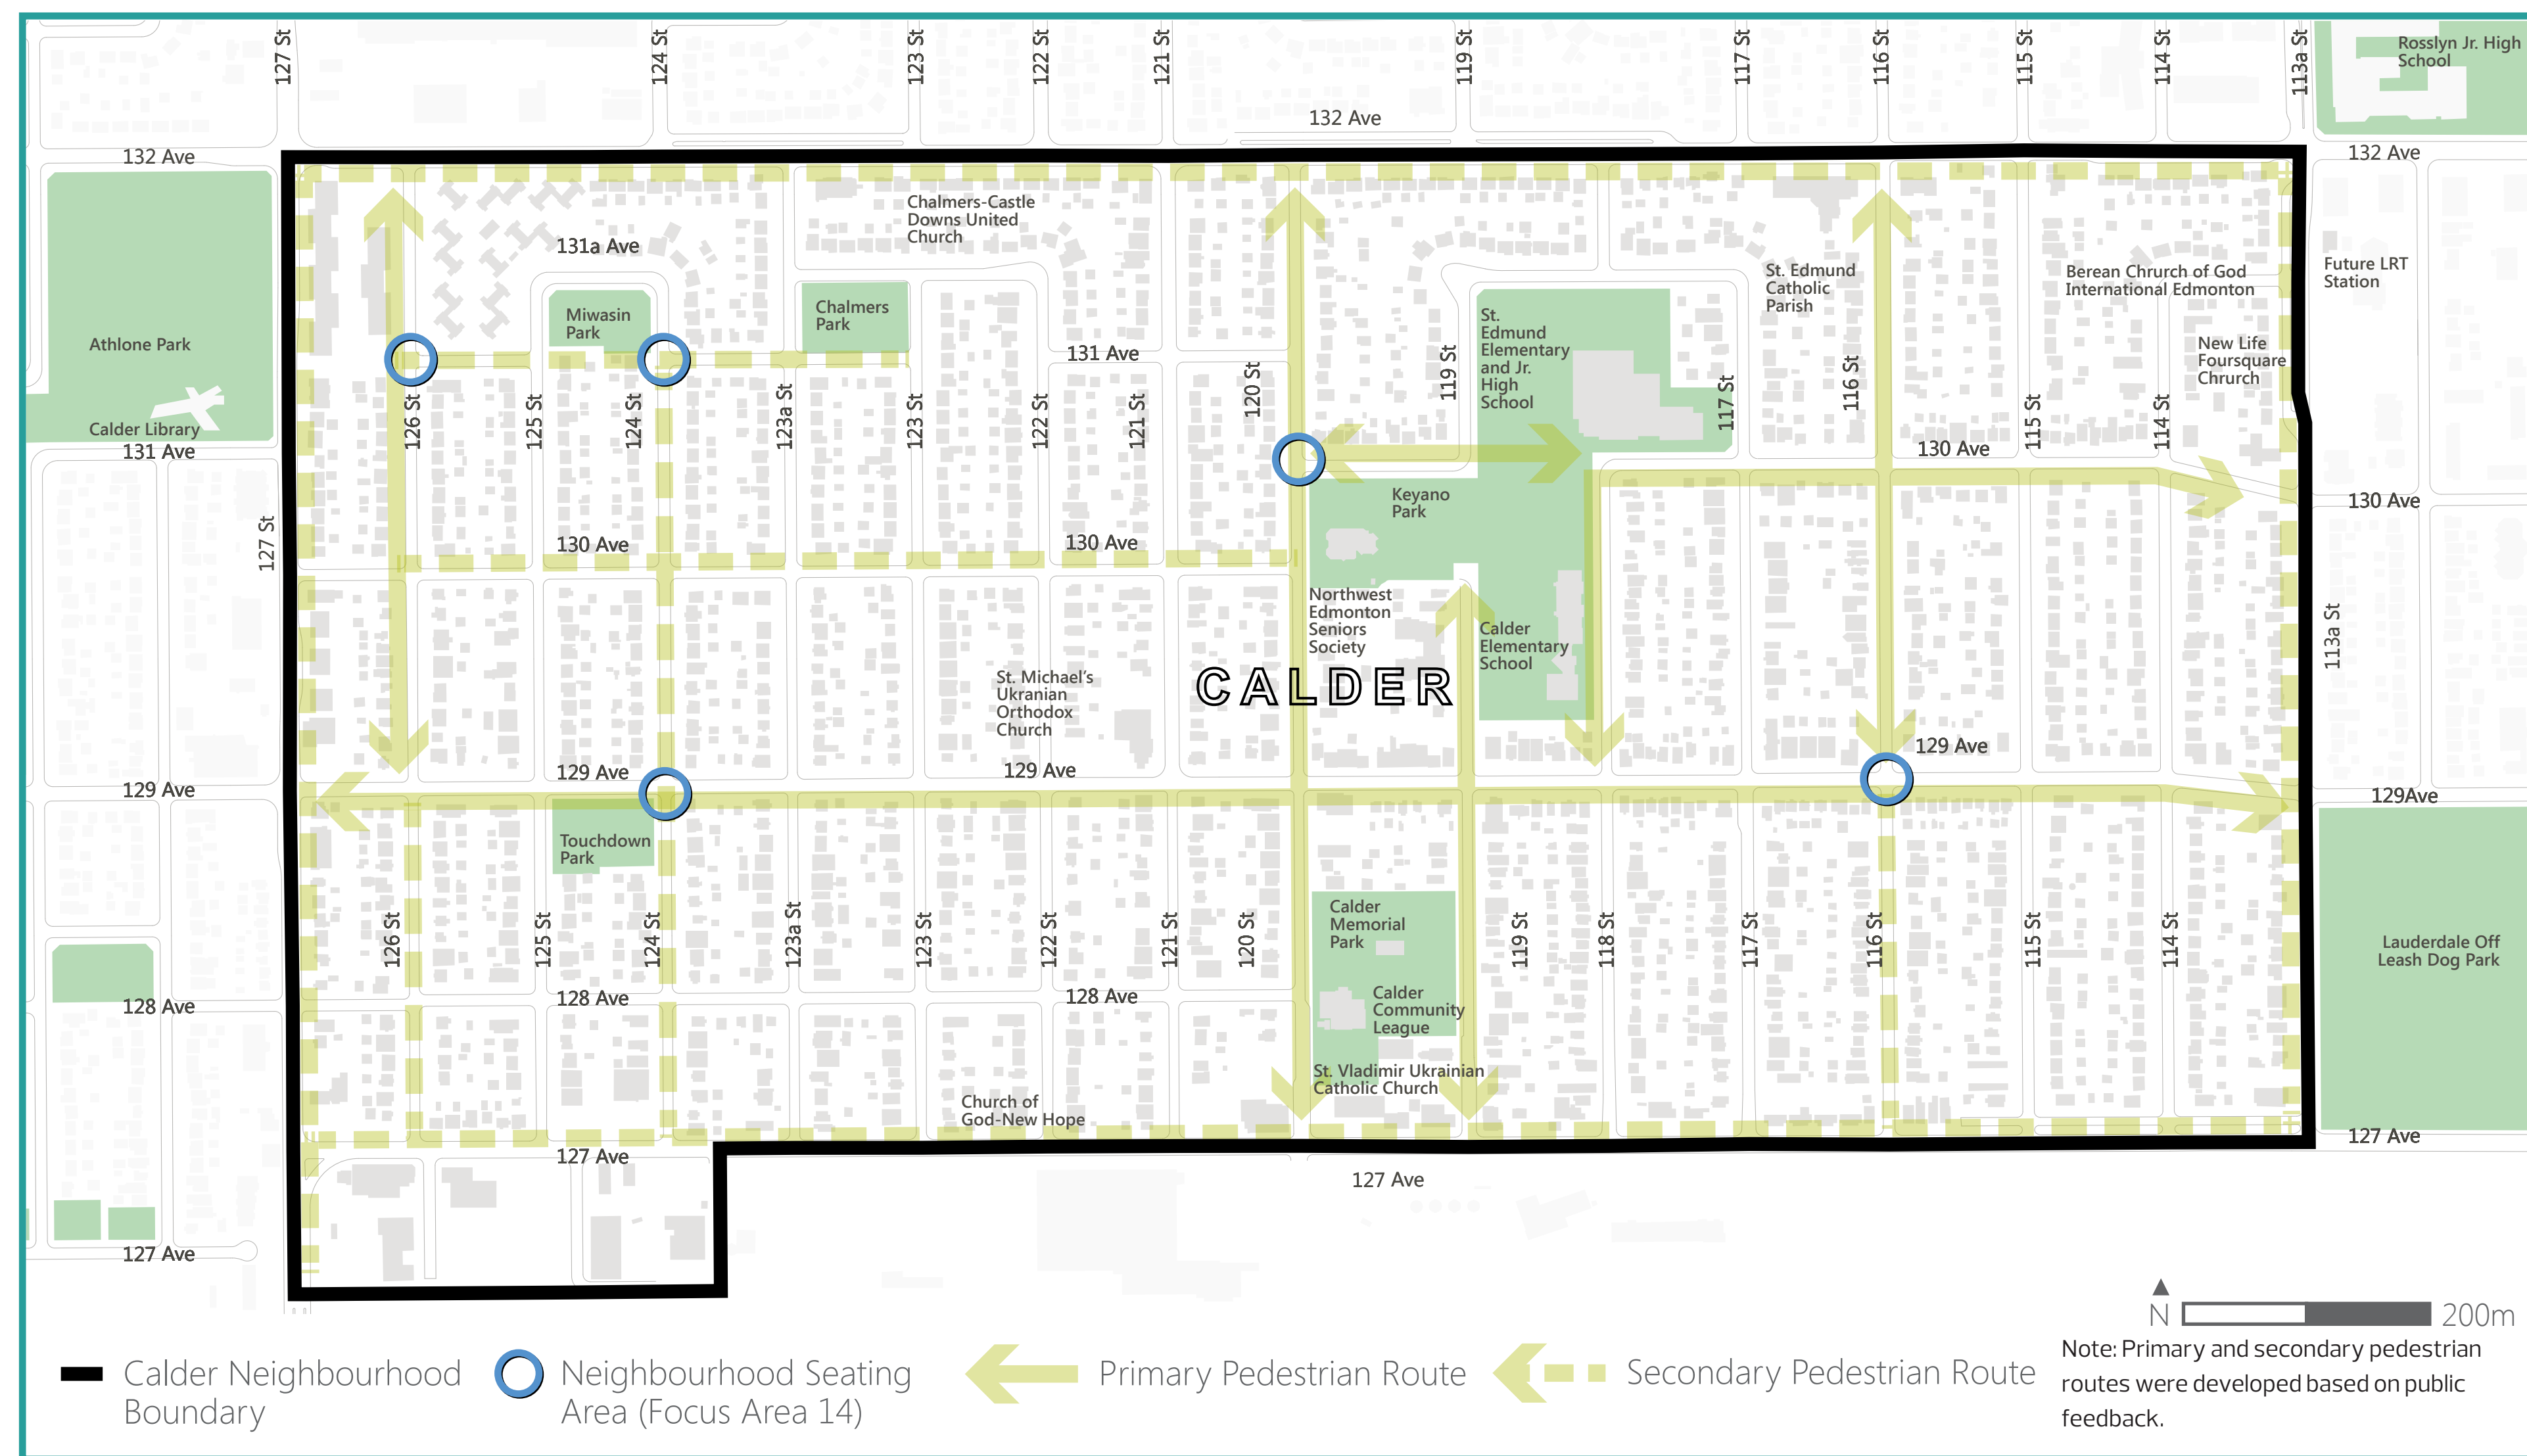 127 St
124 St
123 St
122 St
121 St
119 St
117 St
116 St
115 St
114 St
113a St
Rosslyn Jr. High
School
132 Ave
132 Ave
132 Ave
Chalmers-Castle
Downs United
Church
131a Ave
St. Edmund
Catholic
Parish
Berean Chrurch of God
International Edmonton
Future LRT
Station
Miwasin
Park
Chalmers
Park
St.
Edmund
Elementary
and Jr.
High
School
Athlone Park
131 Ave
New Life
Foursquare
Chrurch
Calder Library
131 Ave
126 St
125 St
124 St
123a St
123 St
122 St
121 St
120 St
119 St
117 St
116 St
115 St
114 St
130 Ave
Keyano
Park
130 Ave
127 St
130 Ave
130 Ave
Northwest
Edmonton
Seniors
Society
Calder
Elementary
School
113a St
St. Michael's
Ukranian
Orthodox
Church
CALDER
129 Ave
129 Ave
129 Ave
129 Ave
129Ave
Touchdown
Park
126 St
125 St
124 St
123a St
123 St
122 St
121 St
120 St
Calder
Memorial
Park
119 St
118 St
117 St
116 St
115 St
114 St
Lauderdale Off
Leash Dog Park
128 Ave
128 Ave
128 Ave
Calder
Community
League
St. Vladimir Ukrainian
Catholic Church
Church of
God-New Hope
127 Ave
127 Ave
127 Ave
127 Ave
N
200m
Calder Neighbourhood
Boundary
Neighbourhood Seating
Area (Focus Area 14)
Primary Pedestrian Route
Secondary Pedestrian Route
Note: Primary and secondary pedestrian
routes were developed based on public
feedback.